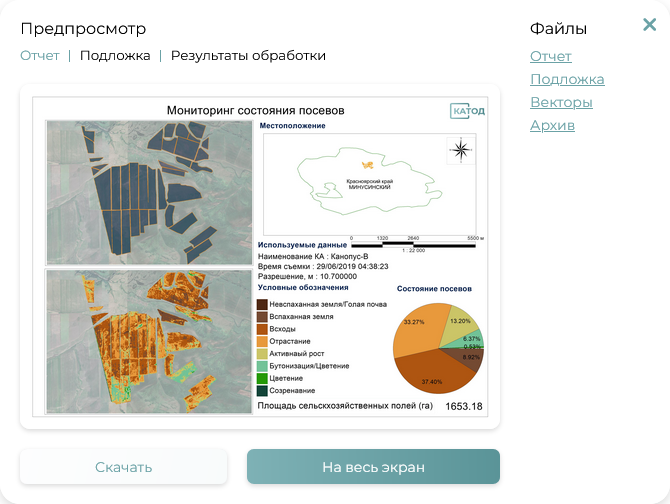 Предпросмотр
Отчет | Подложка | Результаты обработки
Мониторинг состояния посевов
КАТОД
Местоположение
Красноярский край
МИНУСИНСКИЙ
0 1320 2640 5500 м
1 : 22 000
Используемые данные
Наименование КА : Канопус-В
Время съемки : 29/06/2019 04:38:23
Разрешение, м : 10.700000
Условные обозначения
Невспаханная земля/Голая почва
Вспаханная земля
Всходы
Отрастание
Активный рост
Бутонизация/Цветение
Цветение
Созревание
Состояние посевов
33.27%
13.20%
6.37%
0.53%
8.92%
37.40%
Площадь сельскхозяйственных полей (га) 1653.18
Скачать
На весь экран
Файлы
Отчет
Подложка
Векторы
Архив